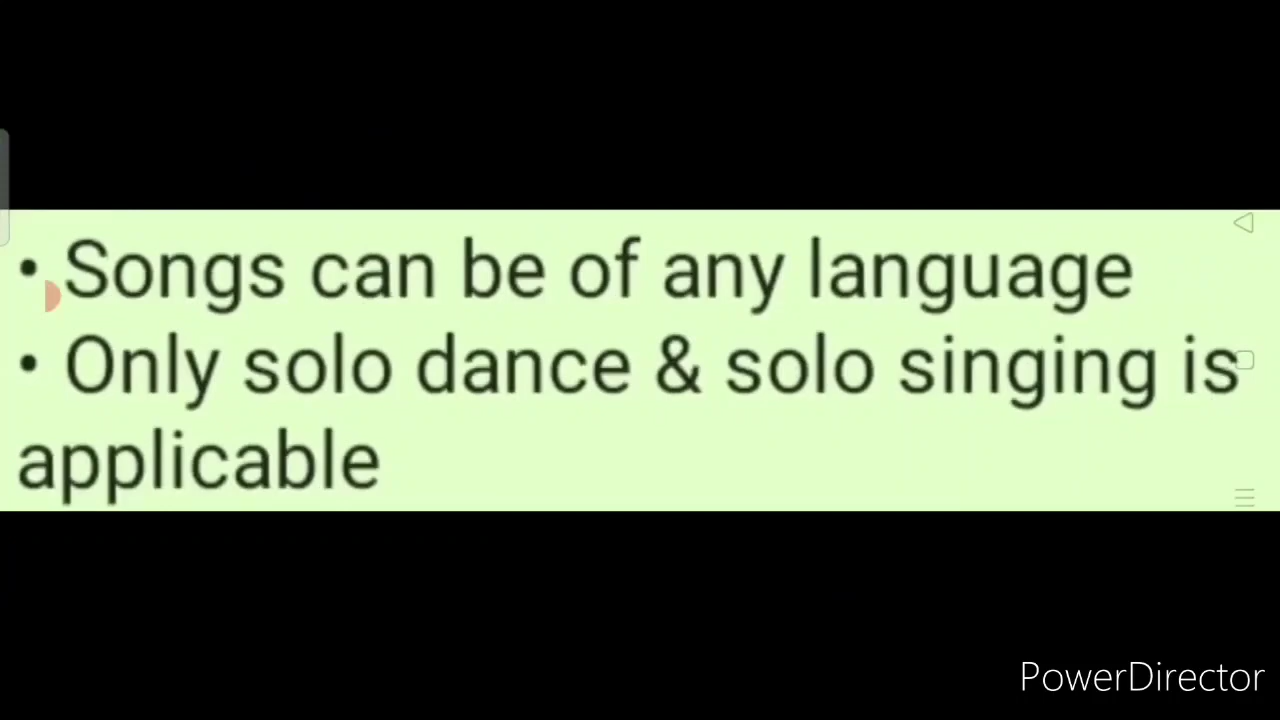 • Songs can be of any language
• Only solo dance & solo singing is
applicable
PowerDirector